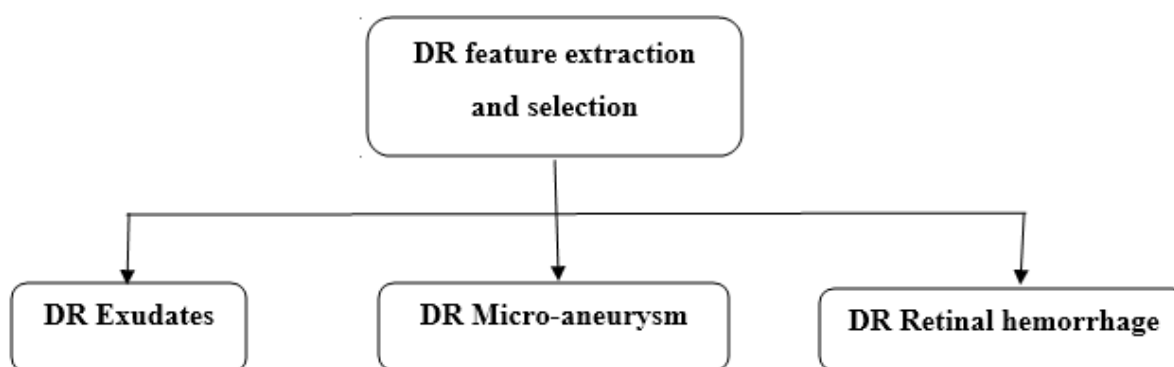 DR feature extraction
and selection
DR Exudates
DR Micro-aneurysm
DR Retinal hemorrhage